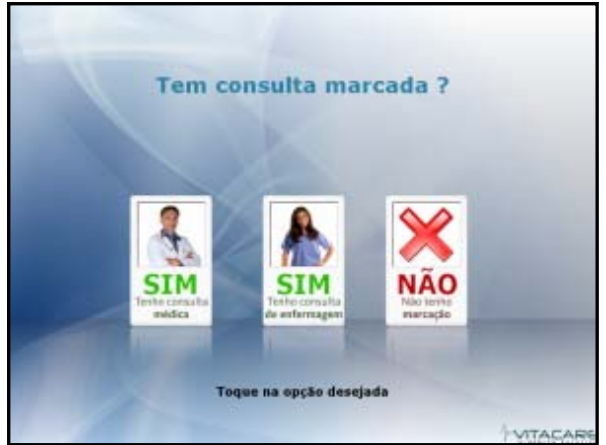 Tem consulta marcada ?
SIM
Tenho consulta
médica
SIM
Tenho consulta
de enfermagem
NÃO
Não tenho
marcação
Toque na opção desejada
VITACARE